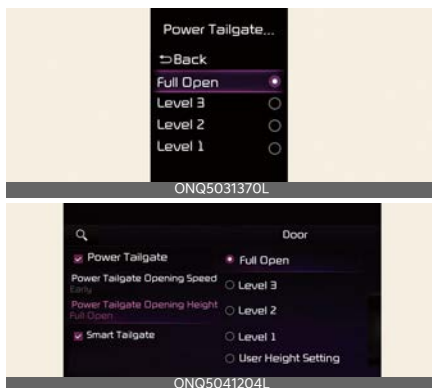 Power Tailgate...
Back
Full Open
Level 3
Level 2
Level 1
ONQ5031370L
Door
Power Tailgate
Full Open
Power Tailgate Opening Speed
Early
Level 3
Power Tailgate Opening Height
Full Open
Level 2
Smart Tailgate
Level 1
User Height Setting
ONQ5041204L